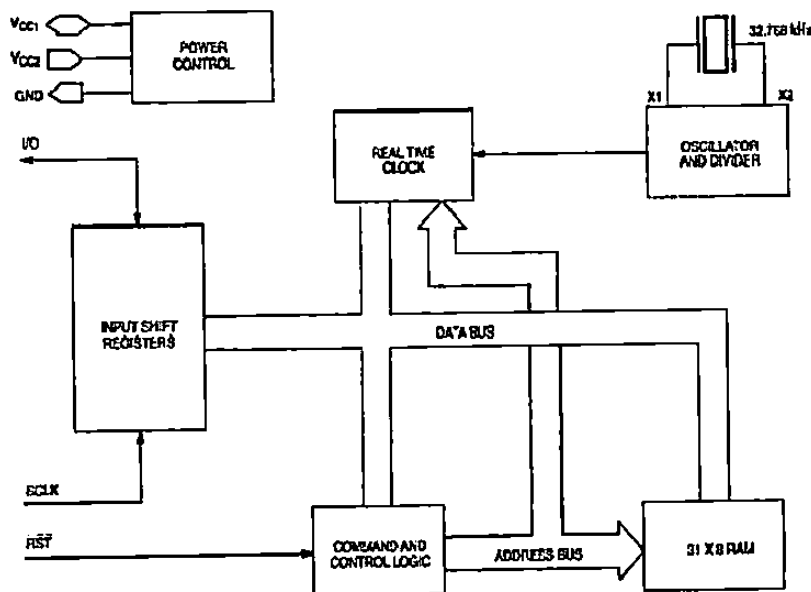 VCC1
VCC2
GND
POWER
CONTROL
32.768 kHz
X1
X2
I/O
REAL TIME
CLOCK
OSCILLATOR
AND DIVIDER
INPUT SHIFT
REGISTERS
DATA BUS
SCLK
RST
COMMAND AND
CONTROL LOGIC
ADDRESS BUS
31 X 8 RAM